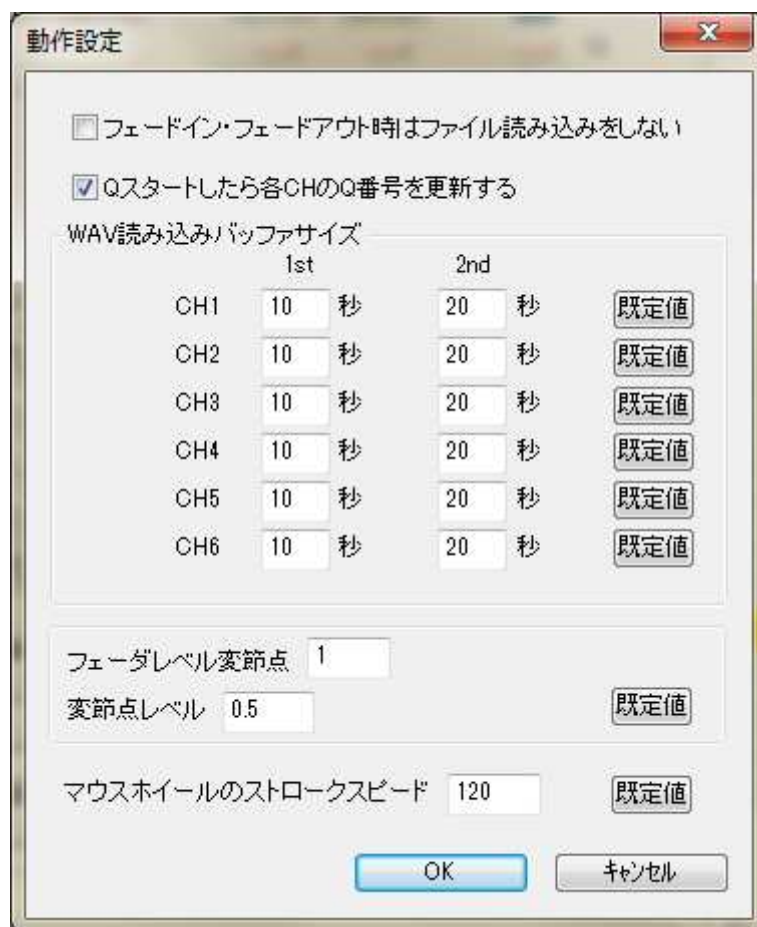 動作設定
フェードイン・フェードアウト時はファイル読み込みをしない
Qスタートしたら各CHのQ番号を更新する
WAV読み込みバッファサイズ
1st 2nd
CH1 10 秒 20 秒 既定値
CH2 10 秒 20 秒 既定値
CH3 10 秒 20 秒 既定値
CH4 10 秒 20 秒 既定値
CH5 10 秒 20 秒 既定値
CH6 10 秒 20 秒 既定値
フェーダレベル変節点 1
変節点レベル 0.5 既定値
マウスホイールのストロークスピード 120 既定値
OK キャンセル